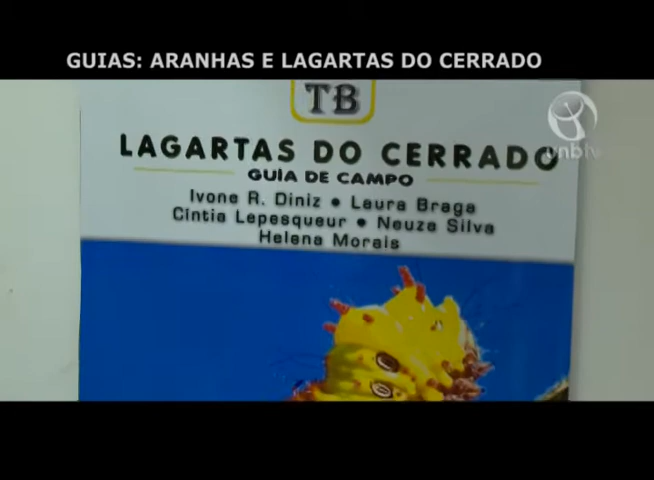 GUIAS: ARANHAS E LAGARTAS DO CERRADO
TB
unbtv
LAGARTAS DO CERRADO
GUIA DE CAMPO
Ivone R. Diniz • Laura Braga
Cintia Lepesqueur • Neuza Silva
Helena Morais